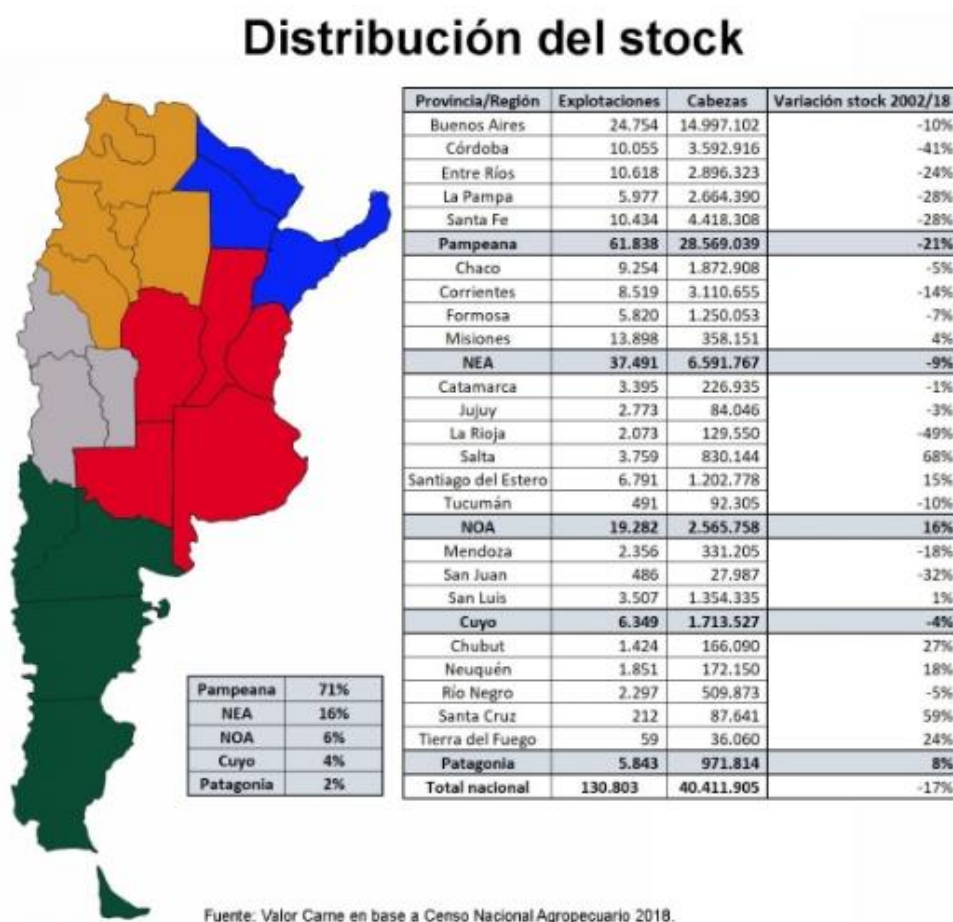 Distribución del stock
Provincia/Región Explotaciones Cabezas Variación stock 2002/18
Buenos Aires 24.754 14.997.102 -10%
Córdoba 10.055 3.592.916 -41%
Entre Ríos 10.618 2.896.323 -24%
La Pampa 5.977 2.664.390 -28%
Santa Fe 10.434 4.418.308 -28%
Pampeana 61.838 28.569.039 -21%
Chaco 9.254 1.872.908 -5%
Corrientes 8.519 3.110.655 -14%
Formosa 5.820 1.250.053 -7%
Misiones 13.898 358.151 4%
NEA 37.491 6.591.767 -9%
Catamarca 3.395 226.935 -1%
Jujuy 2.773 84.046 -3%
La Rioja 2.073 129.550 -49%
Salta 3.759 830.144 68%
Santiago del Estero 6.791 1.202.778 15%
Tucumán 491 92.305 -10%
NOA 19.282 2.565.758 16%
Mendoza 2.356 331.205 -18%
San Juan 486 27.987 -32%
San Luis 3.507 1.354.335 1%
Cuyo 6.349 1.713.527 -4%
Chubut 1.424 166.090 27%
Neuquén 1.851 172.150 18%
Río Negro 2.297 509.873 -5%
Santa Cruz 212 87.641 59%
Tierra del Fuego 59 36.060 24%
Patagonia 5.843 971.814 8%
Total nacional 130.803 40.411.905 -17%
Pampeana 71%
NEA 16%
NOA 6%
Cuyo 4%
Patagonia 2%
Fuente: Valor Carne en base a Censo Nacional Agropecuario 2018.